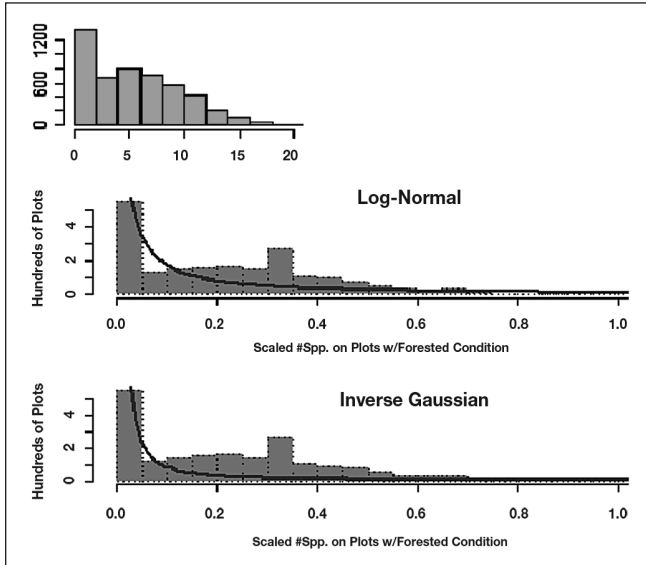 1200
600
0
0 5 10 15 20
Log-Normal
Hundreds of Plots
4
2
0
0.0 0.2 0.4 0.6 0.8 1.0
Scaled #Spp. on Plots w/Forested Condition
Inverse Gaussian
Hundreds of Plots
4
2
0
0.0 0.2 0.4 0.6 0.8 1.0
Scaled #Spp. on Plots w/Forested Condition